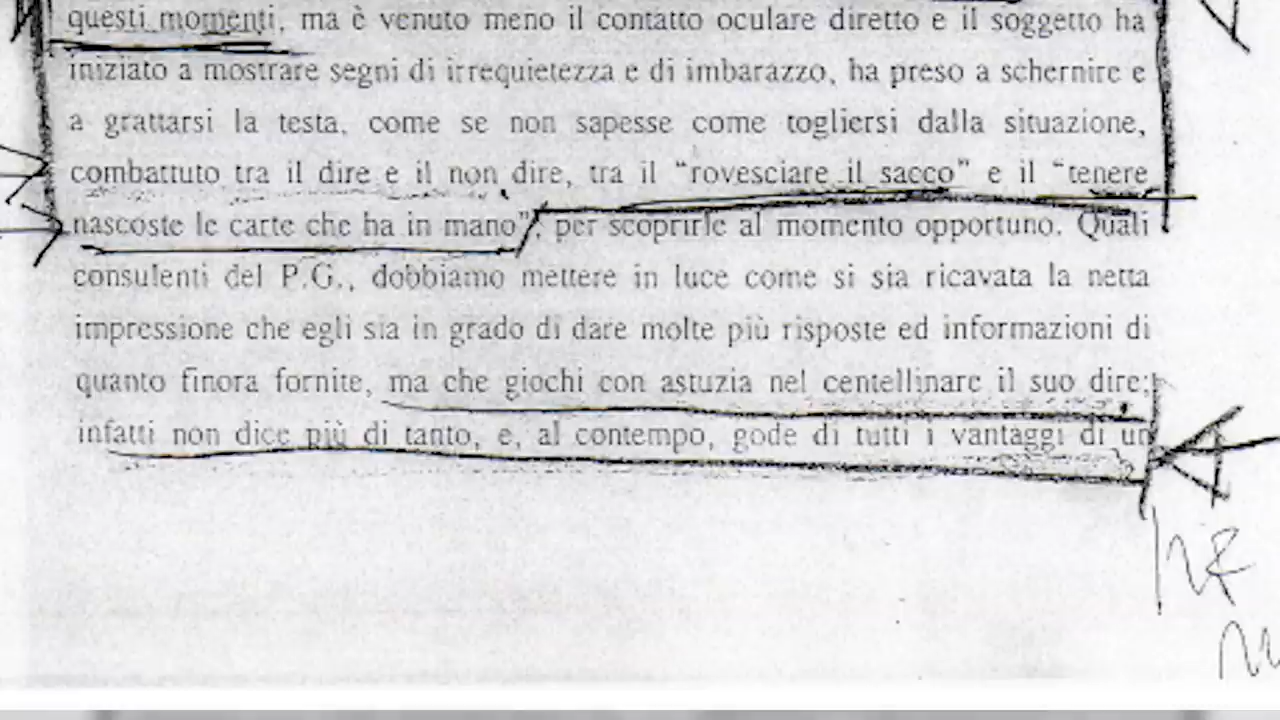 questi momenti, ma è venuto meno il contatto oculare diretto e il soggetto ha
iniziato a mostrare segni di irrequietezza e di imbarazzo, ha preso a schernire e
a grattarsi la testa, come se non sapesse come togliersi dalla situazione,
combattuto tra il dire e il non dire, tra il “rovesciare il sacco” e il “tenere
nascoste le carte che ha in mano”, per scoprirle al momento opportuno. Quali
consulenti del P.G., dobbiamo mettere in luce come si sia ricavata la netta
impressione che egli sia in grado di dare molte più risposte ed informazioni di
quanto finora fornite, ma che giochi con astuzia nel centellinare il suo dire;
infatti non dice più di tanto, e, al contempo, gode di tutti i vantaggi di un